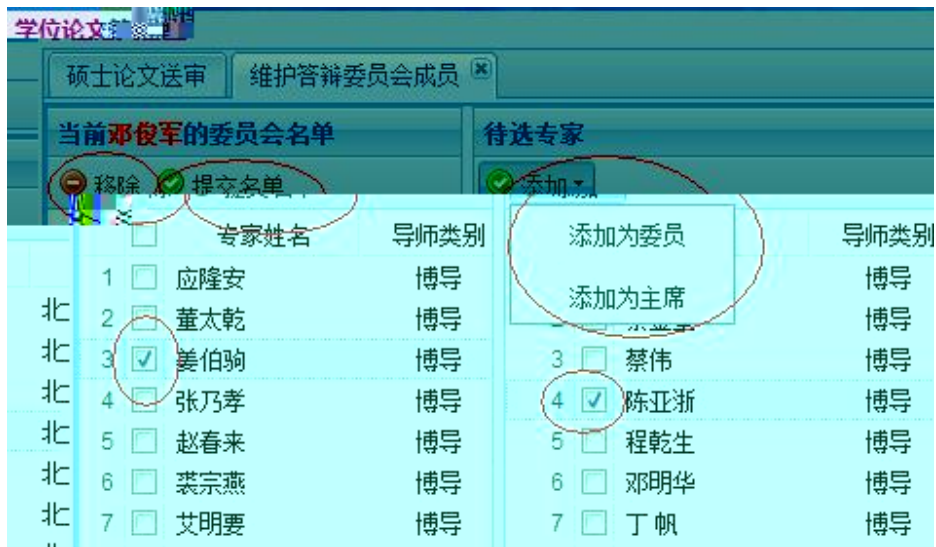 学位论文
硕士论文送审 维护答辩委员会成员
当前邓俊军的委员会名单 待选专家
移除 提交名单 添加
专家姓名 导师类别 添加为委员 导师类别
1 应隆安 博导 博导
添加为主席
2 董太乾 博导 博导
3 姜伯驹 博导 3 蔡伟 博导
4 张乃孝 博导 4 陈亚浙 博导
5 赵春来 博导 5 程乾生 博导
6 裘宗燕 博导 6 邓明华 博导
7 艾明要 博导 7 丁帆 博导
北
北
北
北
北
北
北